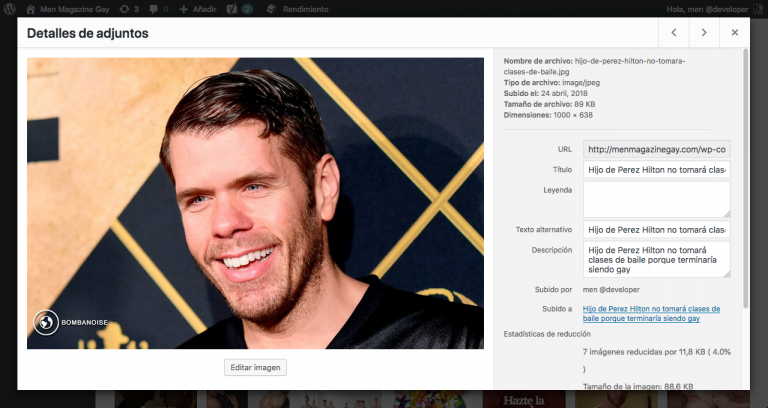 Men Magazine Gay
3
0
Añadir
2
Rendimiento
Hola, men @developer
Detalles de adjuntos
Nombre de archivo: hijo-de-perez-hilton-no-tomara-
clases-de-baile.jpg
Tipo de archivo: image/jpeg
Subido el: 24 abril, 2018
Tamaño de archivo: 89 KB
Dimensiones: 1000 × 638
URL
http://menmagazinegay.com/wp-co
Título
Hijo de Perez Hilton no tomará clase
Leyenda
Texto alternativo
Hijo de Perez Hilton no tomará clase
Descripción
Hijo de Perez Hilton no tomará
clases de baile porque terminaría
siendo gay
Subido por
men @developer
Subido a
Hijo de Perez Hilton no tomará clases de
baile porque terminaría siendo gay
Estadísticas de reducción
7 imágenes reducidas por 11,8 KB ( 4.0%
)
Tamaño de la imagen: 88,6 KB
BOMBANOISE
Editar imagen
Hazte la